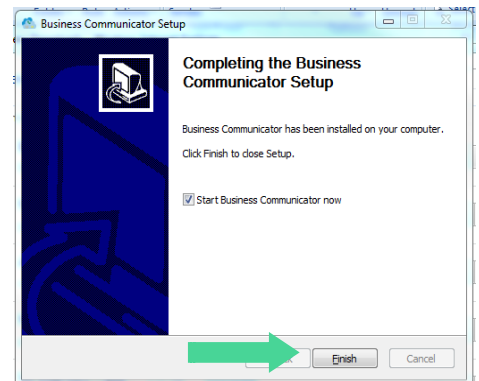 Business Communicator Setup
Completing the Business
Communicator Setup
Business Communicator has been installed on your computer.
Click Finish to close Setup.
Start Business Communicator now
Finish
Cancel